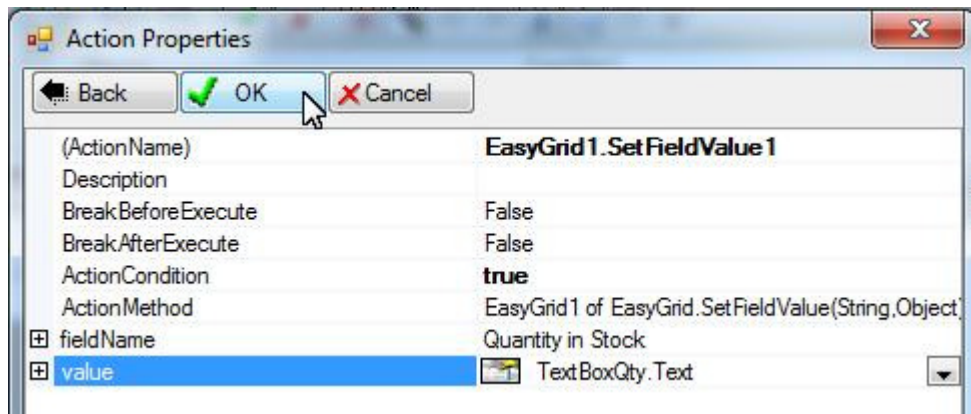 Action Properties
Back OK Cancel
(ActionName) EasyGrid1.SetFieldValue1
Description
BreakBeforeExecute False
BreakAfterExecute False
ActionCondition true
ActionMethod EasyGrid1 of EasyGrid.SetFieldValue(String,Object)
fieldName Quantity in Stock
value TextBoxQty.Text